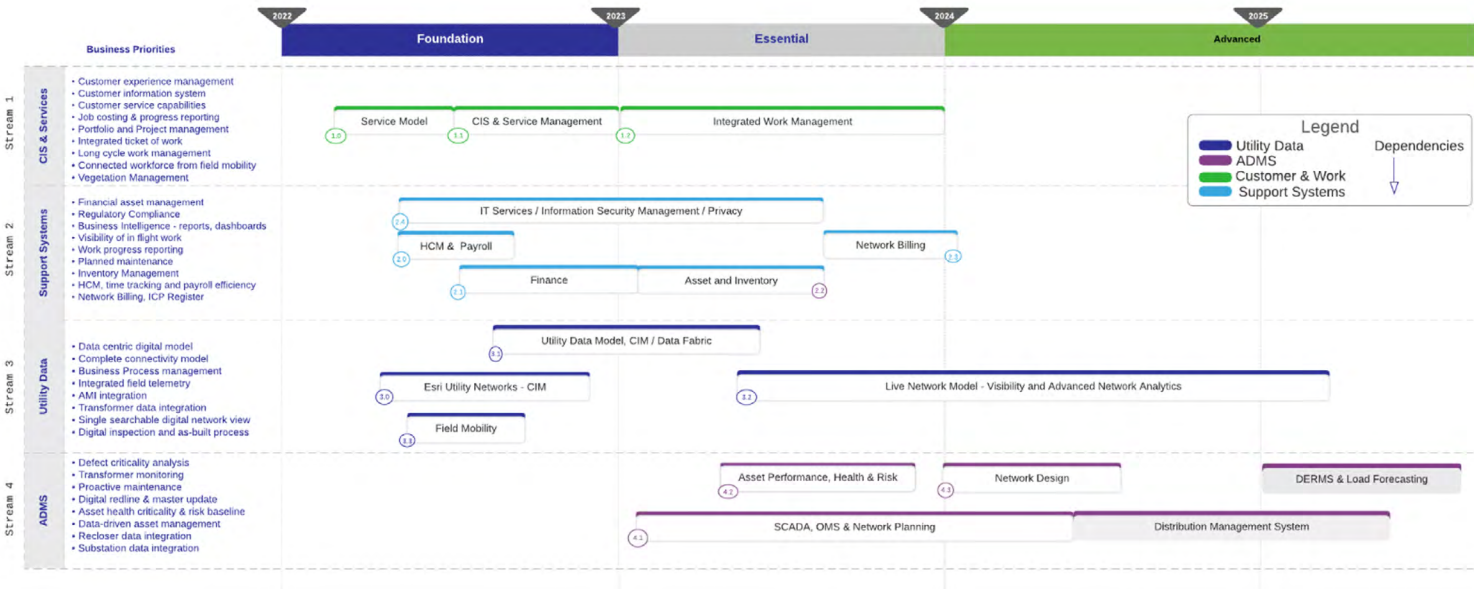 2022
2023
2024
2025
Business Priorities
Foundation
Essential
Advanced
Stream 1
CIS & Services
• Customer experience management
• Customer information system
• Customer service capabilities
• Job costing & progress reporting
• Portfolio and Project management
• Integrated ticket of work
• Long cycle work management
• Connected workforce from field mobility
• Vegetation Management
Service Model
CIS & Service Management
Integrated Work Management
1.0
1.1
1.2
Legend
Utility Data
ADMS
Customer & Work
Support Systems
Dependencies
Stream 2
Support Systems
• Financial asset management
• Regulatory Compliance
• Business Intelligence - reports, dashboards
• Visibility of in flight work
• Work progress reporting
• Planned maintenance
• Inventory Management
• HCM, time tracking and payroll efficiency
• Network Billing, ICP Register
IT Services / Information Security Management / Privacy
2.4
HCM & Payroll
2.0
Network Billing
2.3
Finance
2.1
Asset and Inventory
2.2
Stream 3
Utility Data
• Data centric digital model
• Complete connectivity model
• Business Process management
• Integrated field telemetry
• AMI integration
• Transformer data integration
• Single searchable digital network view
• Digital inspection and as-built process
Utility Data Model, CIM / Data Fabric
3.1
Esri Utility Networks - CIM
3.0
Live Network Model - Visibility and Advanced Network Analytics
3.2
Field Mobility
3.3
Stream 4
ADMS
• Defect criticality analysis
• Transformer monitoring
• Proactive maintenance
• Digital redline & master update
• Asset health criticality & risk baseline
• Data-driven asset management
• Recloser data integration
• Substation data integration
Asset Performance, Health & Risk
4.2
Network Design
4.3
DERMS & Load Forecasting
SCADA, OMS & Network Planning
4.1
Distribution Management System